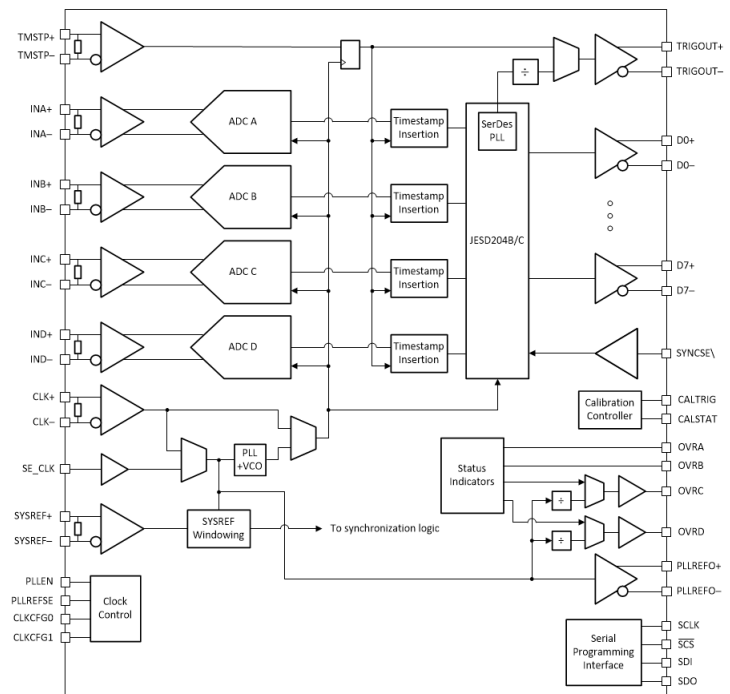 TMSTP+
TMSTP–
TRIGOUT+
TRIGOUT–
÷
INA+
INA–
ADC A
Timestamp
Insertion
SerDes
PLL
D0+
D0–
INB+
INB–
ADC B
Timestamp
Insertion
JESD204B/C
INC+
INC–
ADC C
Timestamp
Insertion
D7+
D7–
IND+
IND–
ADC D
Timestamp
Insertion
SYNCSE\
CLK+
CLK–
Calibration
Controller
CALTRIG
CALSTAT
SE_CLK
PLL
+VCO
Status
Indicators
OVRA
OVRB
OVRC
÷
OVRD
÷
SYSREF+
SYSREF–
SYSREF
Windowing
To synchronization logic
PLLREFO+
PLLREFO–
PLLEN
PLLREFSE
CLKCFG0
CLKCFG1
Clock
Control
Serial
Programming
Interface
SCLK
SCS
SDI
SDO